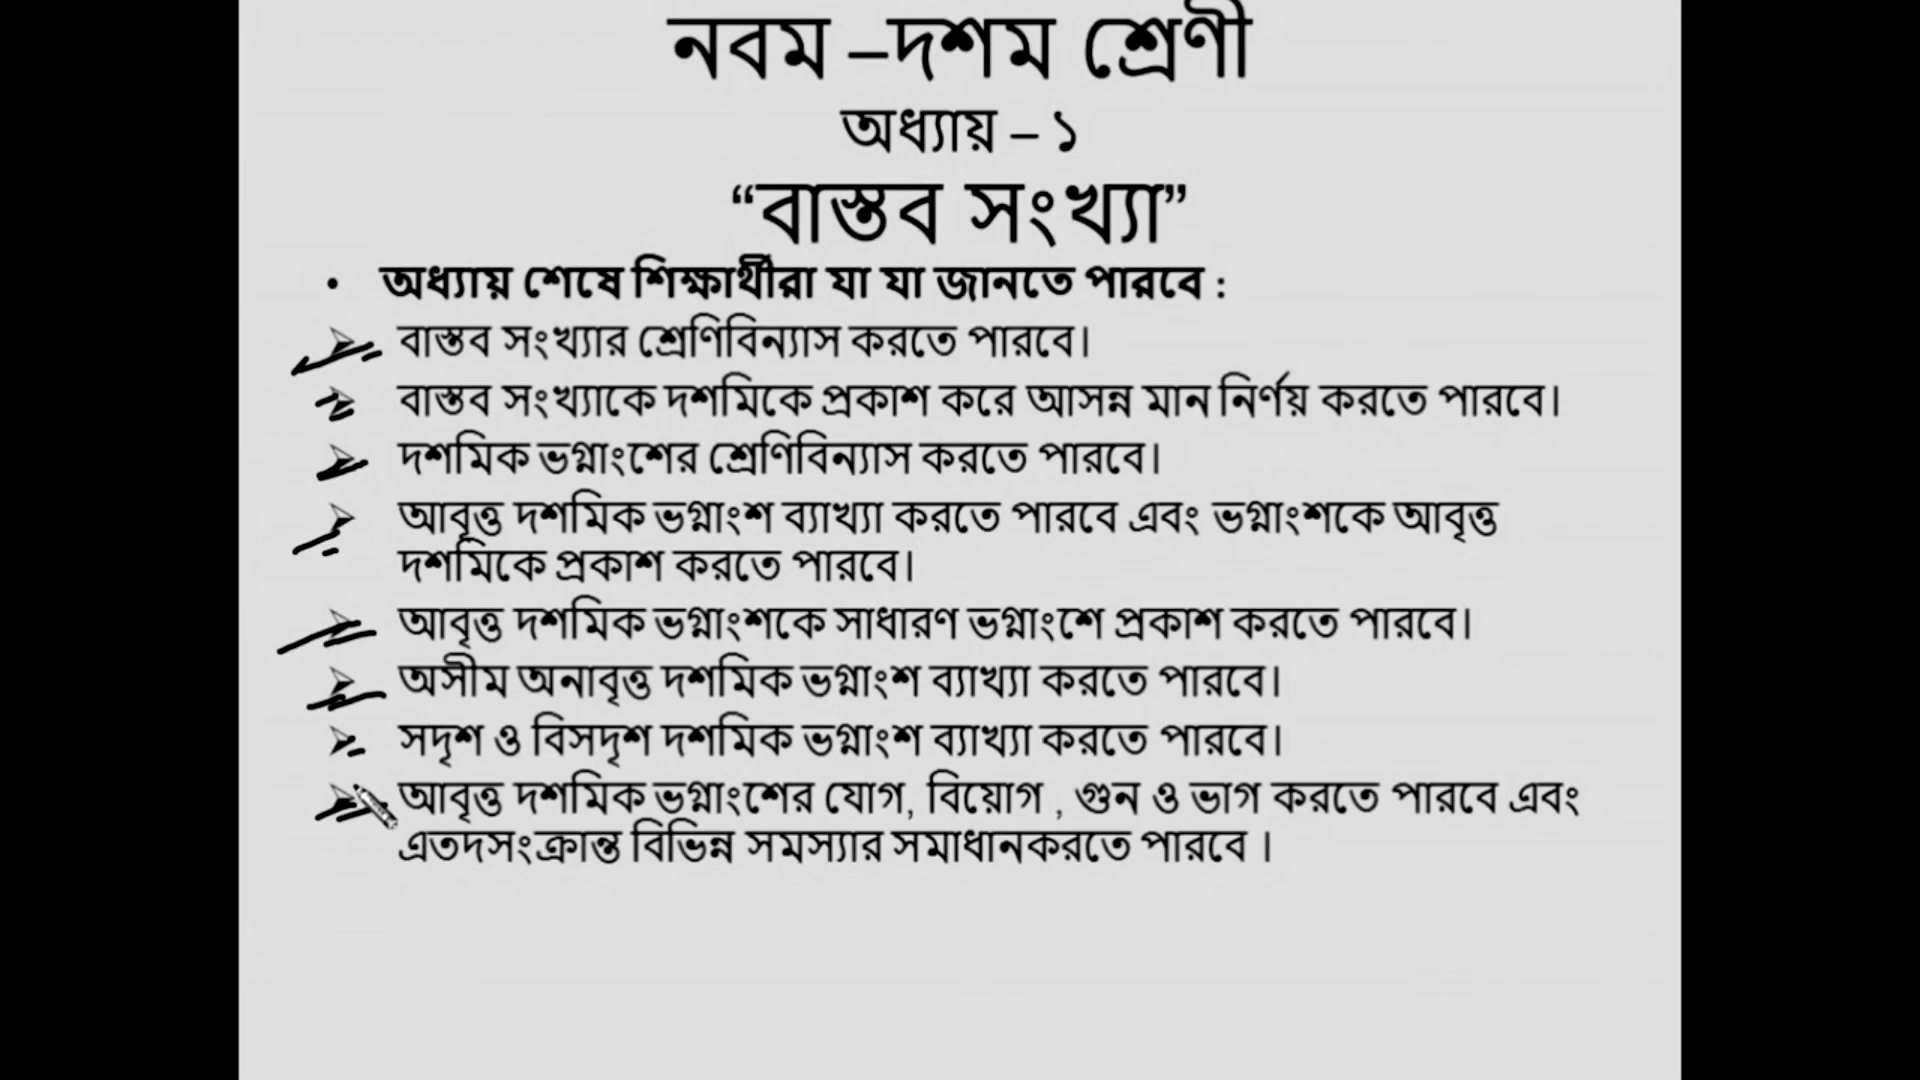 নবম –দশম শ্রেণী
অধ্যায় – ১
“বাস্তব সংখ্যা”
• অধ্যায় শেষে শিক্ষার্থীরা যা যা জানতে পারবে :
➢ বাস্তব সংখ্যার শ্রেণিবিন্যাস করতে পারবে।
➢ বাস্তব সংখ্যাকে দশমিকে প্রকাশ করে আসন্ন মান নির্ণয় করতে পারবে।
➢ দশমিক ভগ্নাংশের শ্রেণিবিন্যাস করতে পারবে।
➢ আবৃত্ত দশমিক ভগ্নাংশ ব্যাখ্যা করতে পারবে এবং ভগ্নাংশকে আবৃত্ত
দশমিকে প্রকাশ করতে পারবে।
➢ আবৃত্ত দশমিক ভগ্নাংশকে সাধারণ ভগ্নাংশে প্রকাশ করতে পারবে।
➢ অসীম অনাবৃত্ত দশমিক ভগ্নাংশ ব্যাখ্যা করতে পারবে।
➢ সদৃশ ও বিসদৃশ দশমিক ভগ্নাংশ ব্যাখ্যা করতে পারবে।
➢ আবৃত্ত দশমিক ভগ্নাংশের যোগ, বিয়োগ , গুন ও ভাগ করতে পারবে এবং
এতদসংক্রান্ত বিভিন্ন সমস্যার সমাধানকরতে পারবে ।